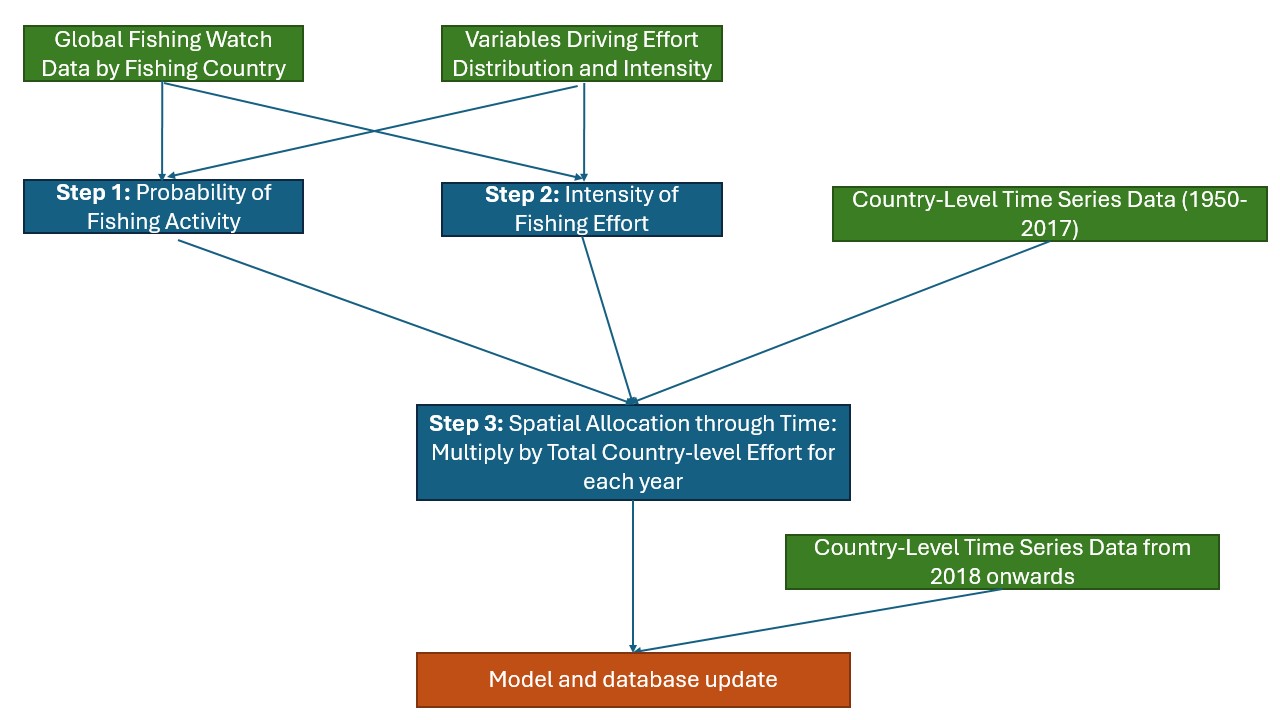 Global Fishing Watch
Data by Fishing Country
Variables Driving Effort
Distribution and Intensity
Step 1: Probability of
Fishing Activity
Step 2: Intensity of
Fishing Effort
Country-Level Time Series Data (1950-
2017)
Step 3: Spatial Allocation through Time:
Multiply by Total Country-level Effort for
each year
Country-Level Time Series Data from
2018 onwards
Model and database update